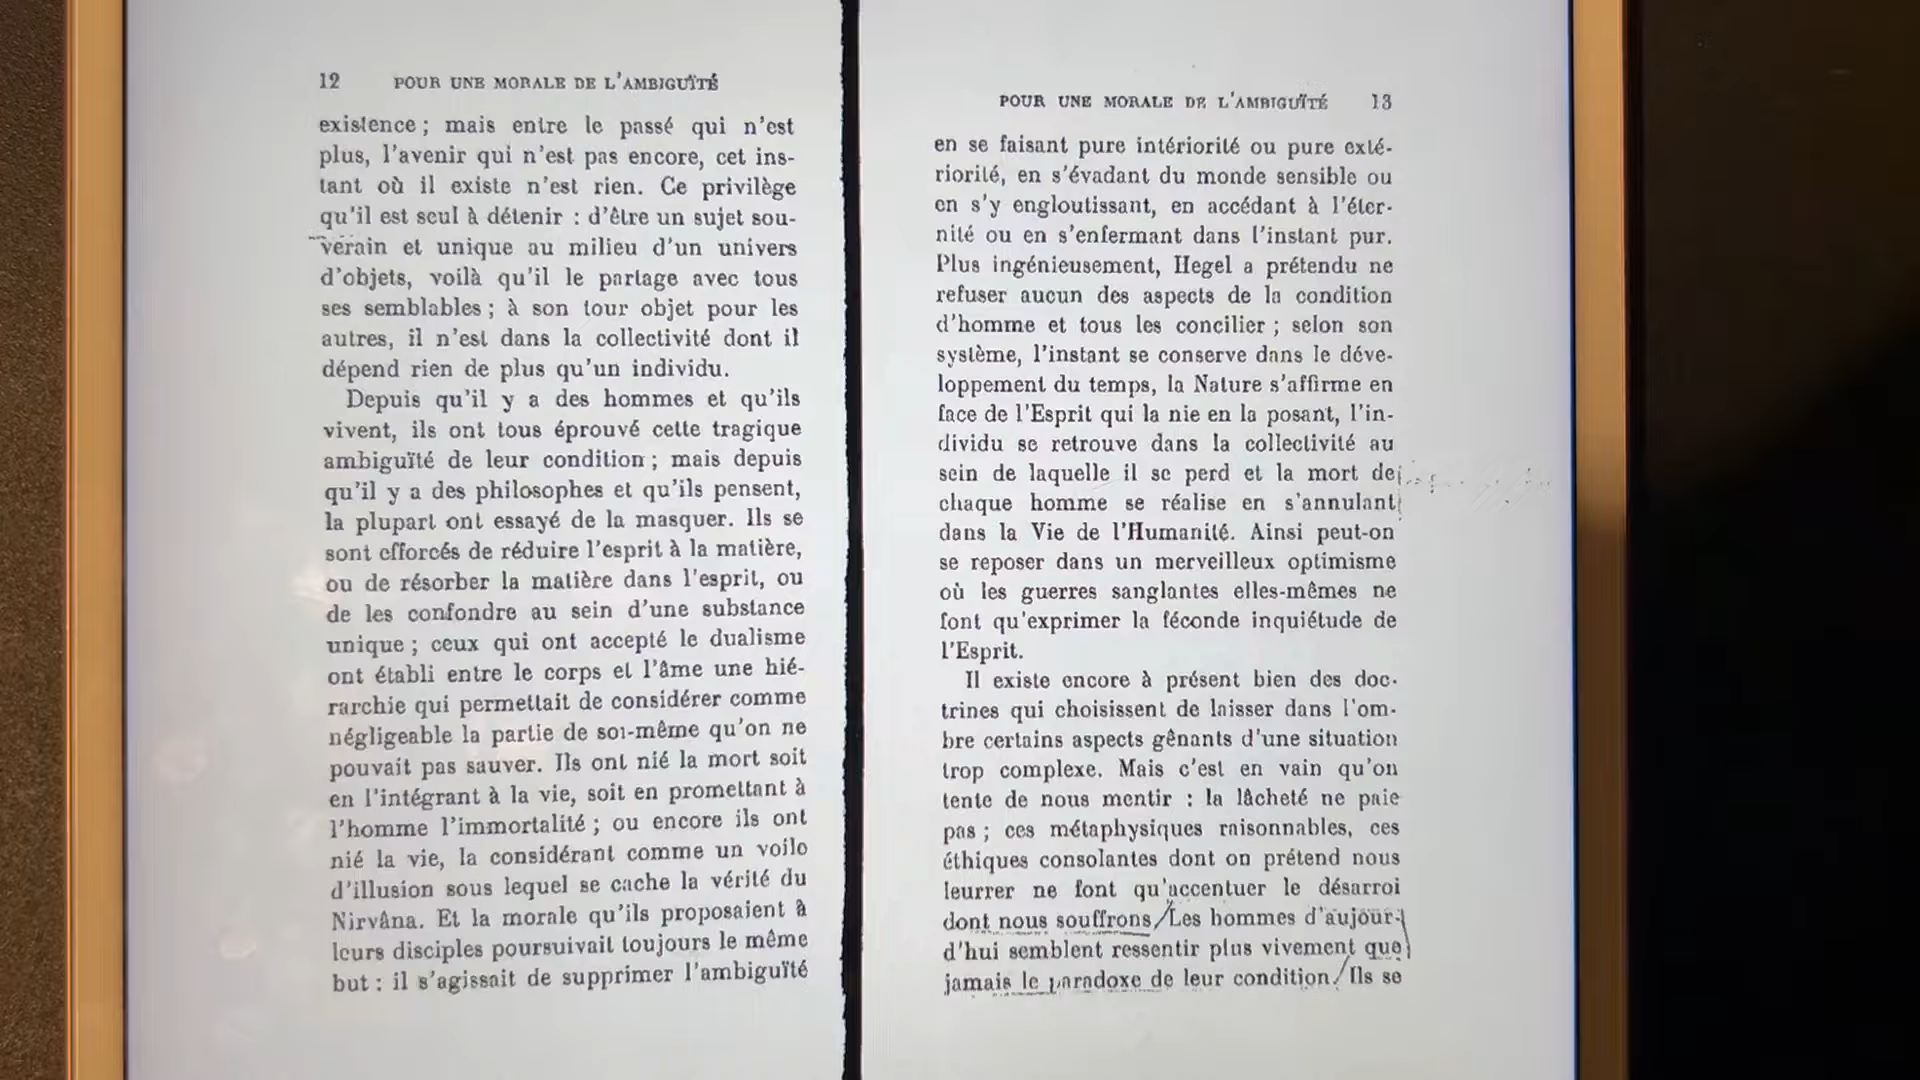 12 POUR UNE MORALE DE L'AMBIGUÏTÉ
existence ; mais entre le passé qui n'est
plus, l'avenir qui n'est pas encore, cet ins-
tant où il existe n'est rien. Ce privilège
qu'il est seul à détenir : d'être un sujet sou-
verain et unique au milieu d'un univers
d'objets, voilà qu'il le partage avec tous
ses semblables ; à son tour objet pour les
autres, il n'est dans la collectivité dont il
dépend rien de plus qu'un individu.
Depuis qu'il y a des hommes et qu'ils
vivent, ils ont tous éprouvé cette tragique
ambiguïté de leur condition ; mais depuis
qu'il y a des philosophes et qu'ils pensent,
la plupart ont essayé de la masquer. Ils se
sont efforcés de réduire l'esprit à la matière,
ou de résorber la matière dans l'esprit, ou
de les confondre au sein d'une substance
unique ; ceux qui ont accepté le dualisme
ont établi entre le corps et l'âme une hié-
rarchie qui permettait de considérer comme
négligeable la partie de soi-même qu'on ne
pouvait pas sauver. Ils ont nié la mort soit
en l'intégrant à la vie, soit en promettant à
l'homme l'immortalité ; ou encore ils ont
nié la vie, la considérant comme un voile
d'illusion sous lequel se cache la vérité du
Nirvâna. Et la morale qu'ils proposaient à
leurs disciples poursuivait toujours le même
but : il s'agissait de supprimer l'ambiguïté
POUR UNE MORALE DE L'AMBIGUÏTÉ 13
en se faisant pure intériorité ou pure exté-
riorité, en s'évadant du monde sensible ou
en s'y engloutissant, en accédant à l'éter-
nité ou en s'enfermant dans l'instant pur.
Plus ingénieusement, Hegel a prétendu ne
refuser aucun des aspects de la condition
d'homme et tous les concilier ; selon son
système, l'instant se conserve dans le déve-
loppement du temps, la Nature s'affirme en
face de l'Esprit qui la nie en la posant, l'in-
dividu se retrouve dans la collectivité au
sein de laquelle il se perd et la mort de
chaque homme se réalise en s'annulant
dans la Vie de l'Humanité. Ainsi peut-on
se reposer dans un merveilleux optimisme
où les guerres sanglantes elles-mêmes ne
font qu'exprimer la féconde inquiétude de
l'Esprit.
Il existe encore à présent bien des doc-
trines qui choisissent de laisser dans l'om-
bre certains aspects gênants d'une situation
trop complexe. Mais c'est en vain qu'on
tente de nous mentir : la lâcheté ne paie
pas ; ces métaphysiques raisonnables, ces
éthiques consolantes dont on prétend nous
leurrer ne font qu'accentuer le désarroi
dont nous souffrons/Les hommes d'aujour-
d'hui semblent ressentir plus vivement que
jamais le paradoxe de leur condition./Ils se